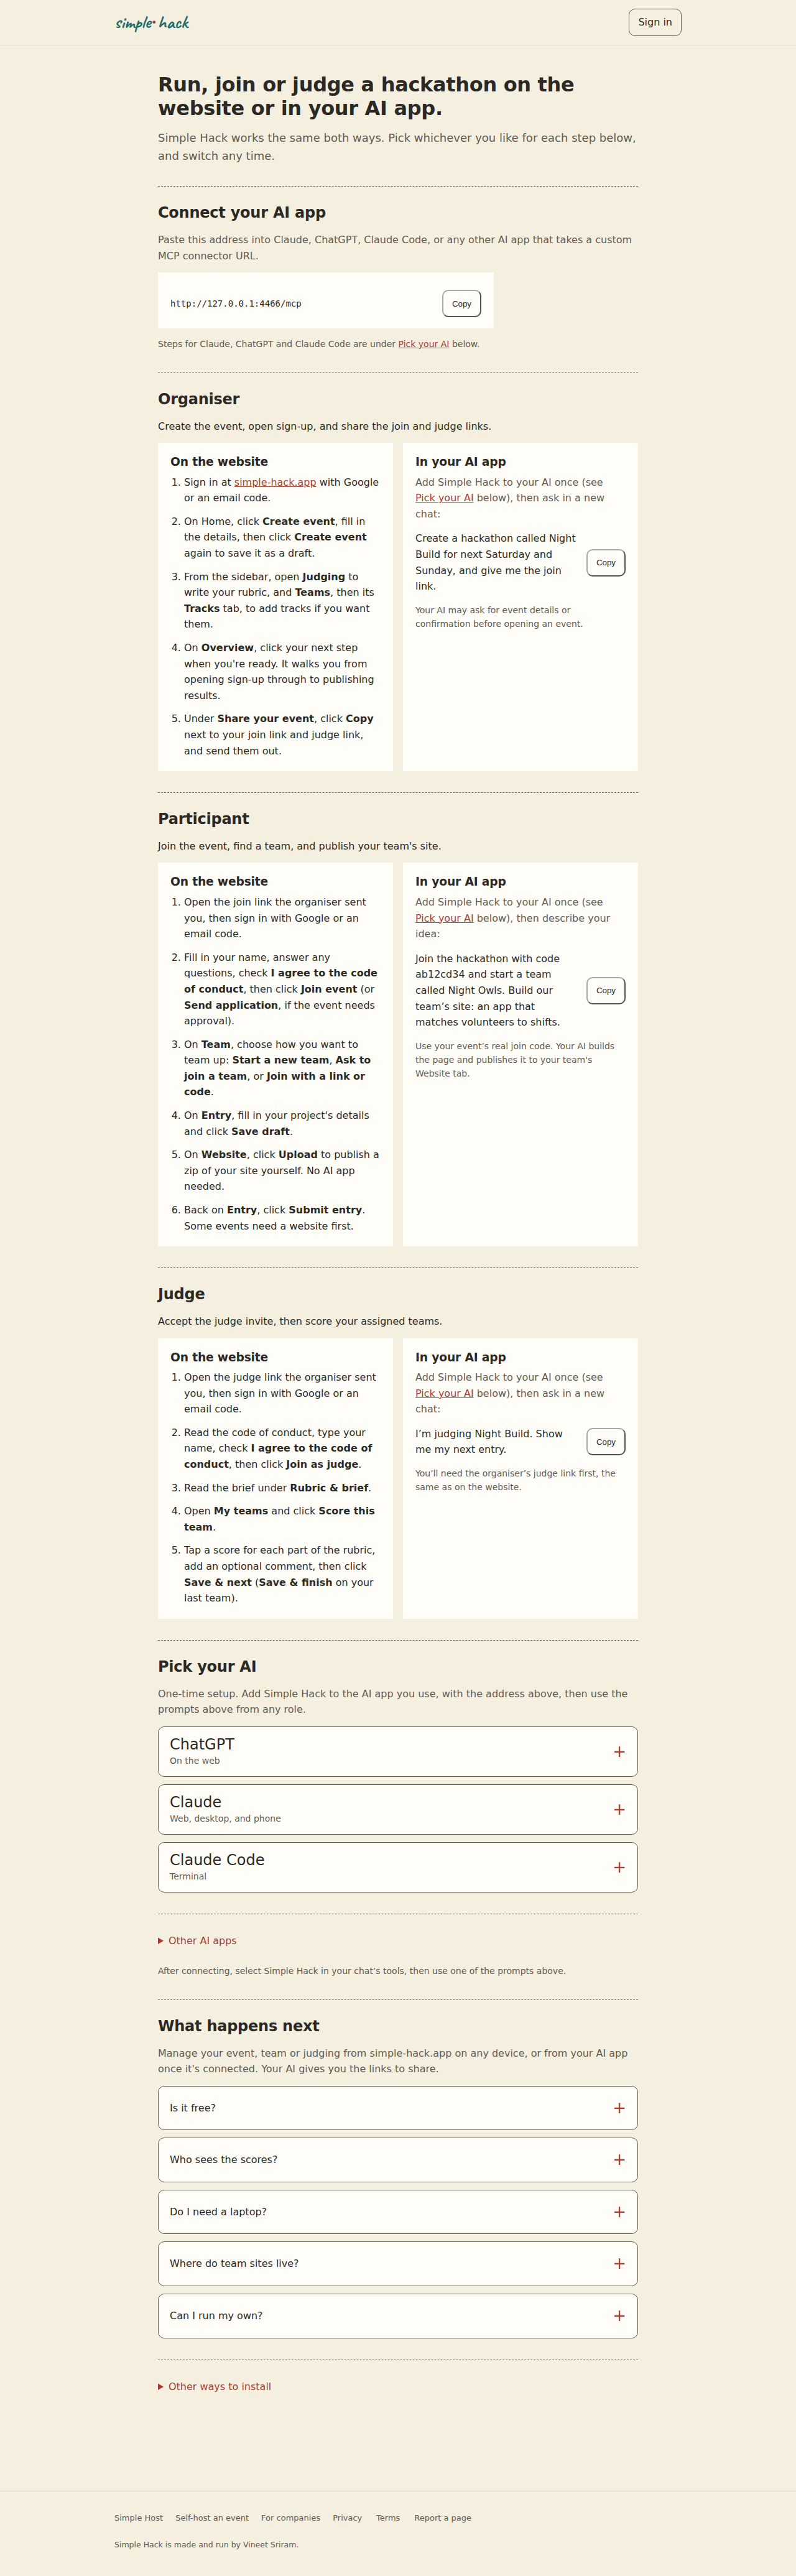 simple hack
Sign in
Run, join or judge a hackathon on the
website or in your AI app.
Simple Hack works the same both ways. Pick whichever you like for each step below,
and switch any time.
Connect your AI app
Paste this address into Claude, ChatGPT, Claude Code, or any other AI app that takes a custom
MCP connector URL.
http://127.0.0.1:4466/mcp
Copy
Steps for Claude, ChatGPT and Claude Code are under Pick your AI below.
Organiser
Create the event, open sign-up, and share the join and judge links.
On the website
1. Sign in at simple-hack.app with Google
or an email code.
2. On Home, click Create event, fill in
the details, then click Create event
again to save it as a draft.
3. From the sidebar, open Judging to
write your rubric, and Teams, then its
Tracks tab, to add tracks if you want
them.
4. On Overview, click your next step
when you're ready. It walks you from
opening sign-up through to publishing
results.
5. Under Share your event, click Copy
next to your join link and judge link,
and send them out.
In your AI app
Add Simple Hack to your AI once (see
Pick your AI below), then ask in a new
chat:
Create a hackathon called Night
Build for next Saturday and
Sunday, and give me the join
link.
Copy
Your AI may ask for event details or
confirmation before opening an event.
Participant
Join the event, find a team, and publish your team's site.
On the website
1. Open the join link the organiser sent
you, then sign in with Google or an
email code.
2. Fill in your name, answer any
questions, check I agree to the code
of conduct, then click Join event (or
Send application, if the event needs
approval).
3. On Team, choose how you want to
team up: Start a new team, Ask to
join a team, or Join with a link or
code.
4. On Entry, fill in your project's details
and click Save draft.
5. On Website, click Upload to publish a
zip of your site yourself. No AI app
needed.
6. Back on Entry, click Submit entry.
Some events need a website first.
In your AI app
Add Simple Hack to your AI once (see
Pick your AI below), then describe your
idea:
Join the hackathon with code
ab12cd34 and start a team
called Night Owls. Build our
team’s site: an app that
matches volunteers to shifts.
Copy
Use your event’s real join code. Your AI builds
the page and publishes it to your team's
Website tab.
Judge
Accept the judge invite, then score your assigned teams.
On the website
1. Open the judge link the organiser sent
you, then sign in with Google or an
email code.
2. Read the code of conduct, type your
name, check I agree to the code of
conduct, then click Join as judge.
3. Read the brief under Rubric & brief.
4. Open My teams and click Score this
team.
5. Tap a score for each part of the rubric,
add an optional comment, then click
Save & next (Save & finish on your
last team).
In your AI app
Add Simple Hack to your AI once (see
Pick your AI below), then ask in a new
chat:
I’m judging Night Build. Show
me my next entry.
Copy
You’ll need the organiser’s judge link first, the
same as on the website.
Pick your AI
One-time setup. Add Simple Hack to the AI app you use, with the address above, then use the
prompts above from any role.
ChatGPT
On the web
+
Claude
Web, desktop, and phone
+
Claude Code
Terminal
+
Other AI apps
After connecting, select Simple Hack in your chat’s tools, then use one of the prompts above.
What happens next
Manage your event, team or judging from simple-hack.app on any device, or from your AI app
once it's connected. Your AI gives you the links to share.
Is it free? +
Who sees the scores? +
Do I need a laptop? +
Where do team sites live? +
Can I run my own? +
Other ways to install
Simple Host Self-host an event For companies Privacy Terms Report a page
Simple Hack is made and run by Vineet Sriram.